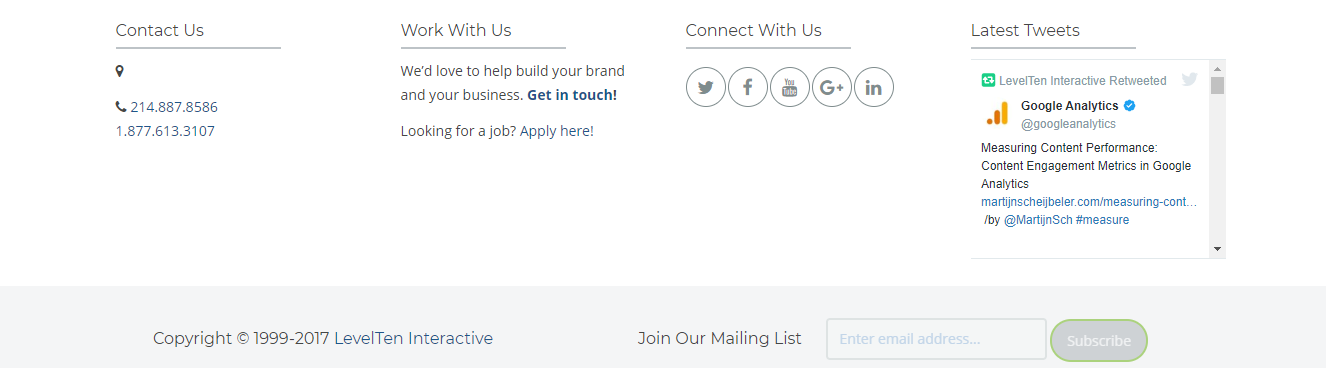 Contact Us
214.887.8586
1.877.613.3107
Work With Us
We’d love to help build your brand
and your business. Get in touch!
Looking for a job? Apply here!
Connect With Us
You
Tube
G+
in
Latest Tweets
LevelTen Interactive Retweeted
Google Analytics
@googleanalytics
Measuring Content Performance:
Content Engagement Metrics in Google
Analytics
martijnscheijbeler.com/measuring-cont…
/by @MartijnSch #measure
Copyright © 1999-2017 LevelTen Interactive
Join Our Mailing List
Enter email address...
Subscribe